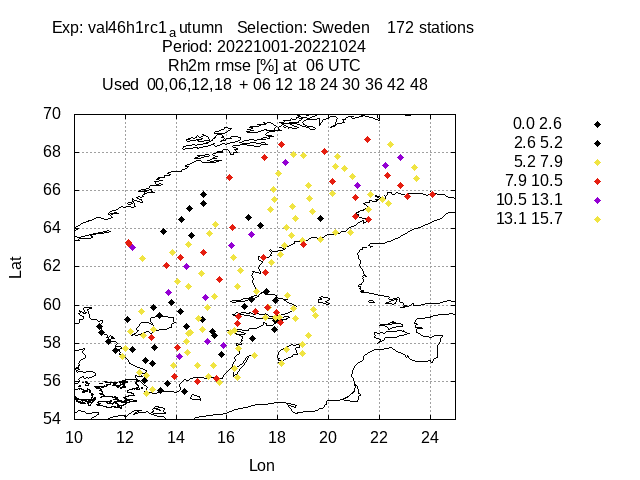 Exp: val46h1rc1autumn Selection: Sweden 172 stations
Period: 20221001-20221024
Rh2m rmse [%] at 06 UTC
Used 00,06,12,18 + 06 12 18 24 30 36 42 48
0.0 2.6
2.6 5.2
5.2 7.9
7.9 10.5
10.5 13.1
13.1 15.7
70
68
66
64
62
60
58
56
54
Lat
10 12 14 16 18 20 22 24
Lon